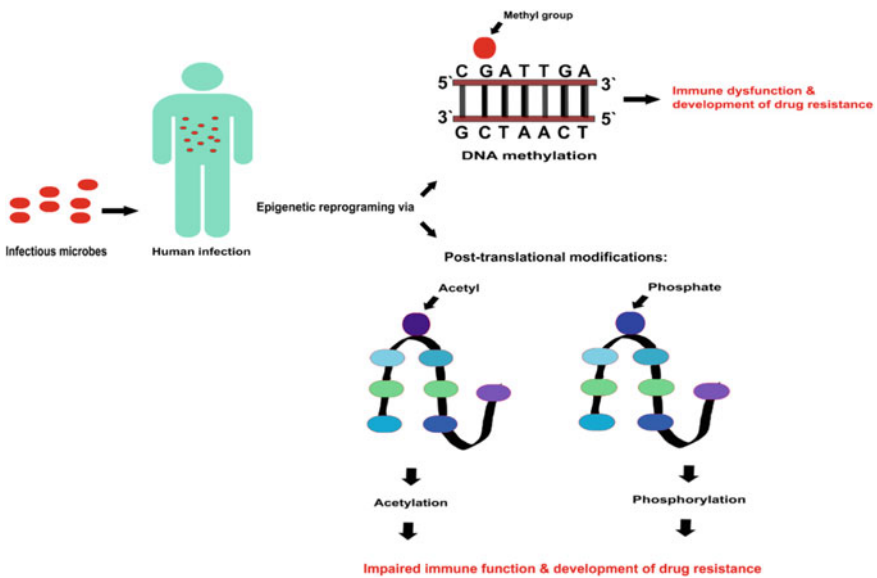 Methyl group
C G A T T G A
5` 3`
3` 5`
G C T A A C T
DNA methylation
Immune dysfunction &
development of drug resistance
Infectious microbes
Human infection
Epigenetic reprograming via
Post-translational modifications:
Acetyl
Phosphate
Acetylation
Phosphorylation
Impaired immune function & development of drug resistance